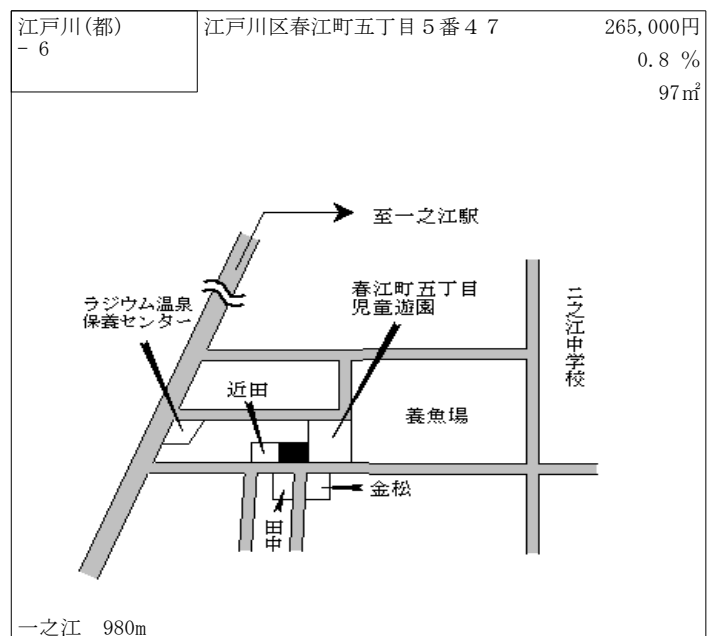 江戸川(都)
- 6
江戸川区春江町五丁目５番４７
265,000円
0.8 %
97㎡
至一之江駅
春江町五丁目
児童遊園
ラジウム温泉
保養センター
二之江中学校
近田
養魚場
金松
田中
一之江　980m